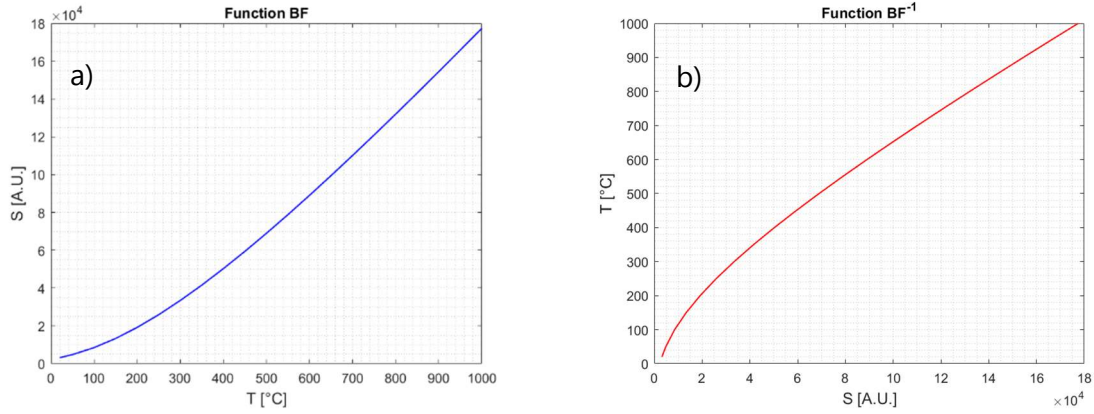 Function BF
×10⁴
18
16
14
12
10
8
6
4
2
0
S [A.U.]
a)
0 100 200 300 400 500 600 700 800 900 1000
T [°C]
Function BF⁻¹
1000
900
800
700
600
500
400
300
200
100
0
T [°C]
b)
0 2 4 6 8 10 12 14 16 18
S [A.U.]
×10⁴